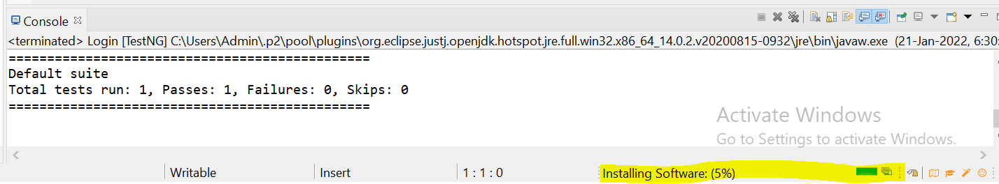 Console
<terminated> Login [TestNG] C:\Users\Admin\.p2\pool\plugins\org.eclipse.justj.openjdk.hotspot.jre.full.win32.x86_64_14.0.2.v20200815-0932\jre\bin\javaw.exe (21-Jan-2022, 6:30:
===============================================
Default suite
Total tests run: 1, Passes: 1, Failures: 0, Skips: 0
===============================================
Activate Windows
Go to Settings to activate Windows.
Writable Insert 1 : 1 : 0 Installing Software: (5%)